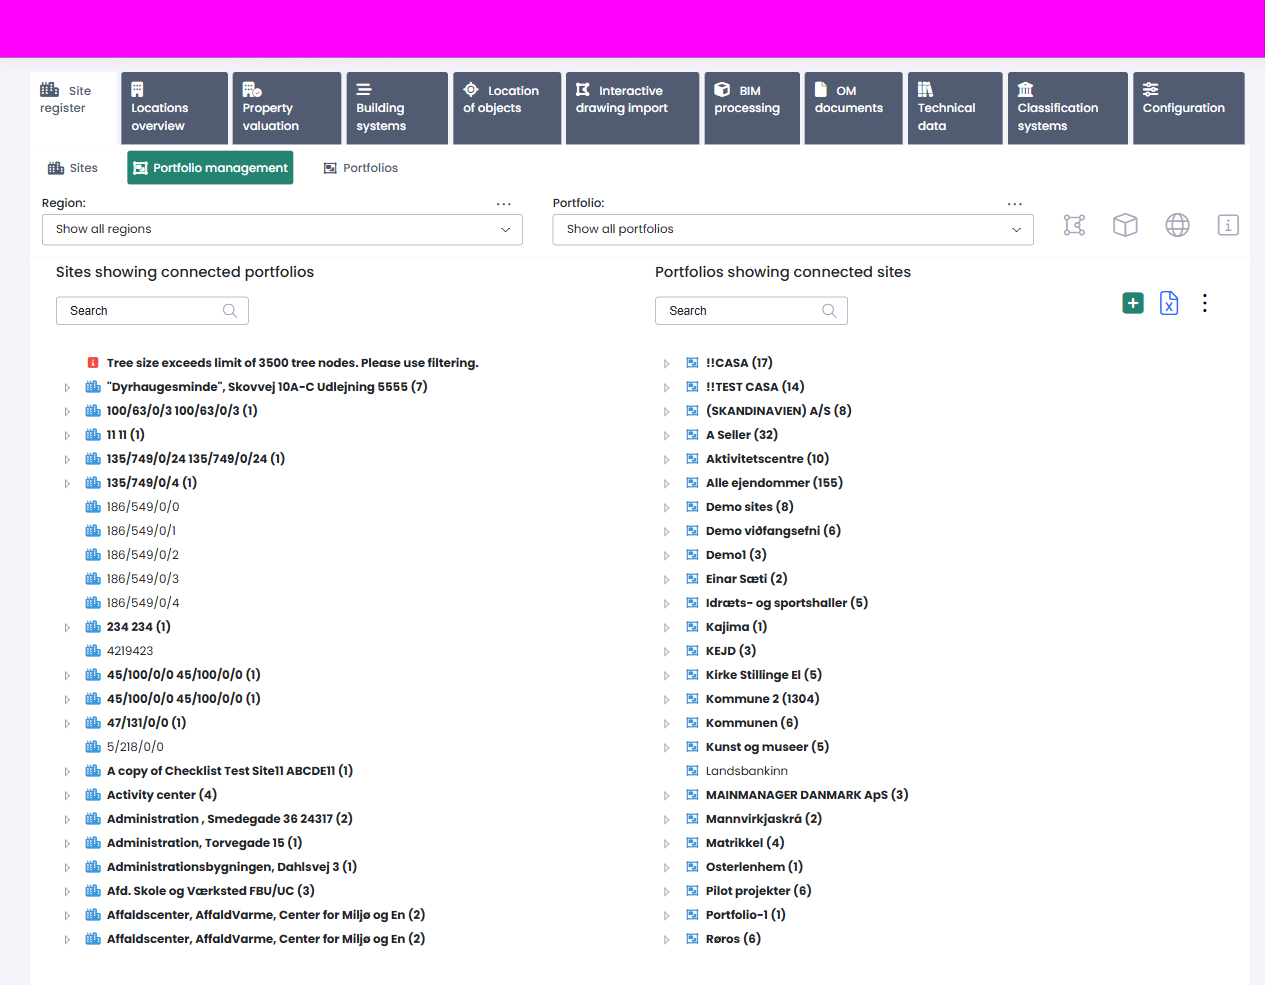 Site register
Locations overview
Property valuation
Building systems
Location of objects
Interactive drawing import
BIM processing
OM documents
Technical data
Classification systems
Configuration
Sites
Portfolio management
Portfolios
Region:
Portfolio:
Show all regions
Show all portfolios
Sites showing connected portfolios
Search
Tree size exceeds limit of 3500 tree nodes. Please use filtering.
"Dyrhaugesminde", Skovvej 10A-C Udlejning 5555 (7)
100/63/0/3 100/63/0/3 (1)
11 11 (1)
135/749/0/24 135/749/0/24 (1)
135/749/0/4 (1)
186/549/0/0
186/549/0/1
186/549/0/2
186/549/0/3
186/549/0/4
234 234 (1)
4219423
45/100/0/0 45/100/0/0 (1)
45/100/0/0 45/100/0/0 (1)
47/131/0/0 (1)
5/218/0/0
A copy of Checklist Test Site11 ABCDE11 (1)
Activity center (4)
Administration , Smedegade 36 24317 (2)
Administration, Torvegade 15 (1)
Administrationsbygningen, Dahlsvej 3 (1)
Afd. Skole og Værksted FBU/UC (3)
Affaldscenter, AffaldVarme, Center for Miljø og En (2)
Affaldscenter, AffaldVarme, Center for Miljø og En (2)
Portfolios showing connected sites
Search
!!CASA (17)
!!TEST CASA (14)
(SKANDINAVIEN) A/S (8)
A Seller (32)
Aktivitetscentre (10)
Alle ejendommer (155)
Demo sites (8)
Demo viðfangsefni (6)
Demo1 (3)
Einar Sæti (2)
Idræts- og sportshaller (5)
Kajima (1)
KEJD (3)
Kirke Stillinge El (5)
Kommune 2 (1304)
Kommunen (6)
Kunst og museer (5)
Landsbankinn
MAINMANAGER DANMARK ApS (3)
Mannvirkjaskrá (2)
Matrikkel (4)
Osterlenhem (1)
Pilot projekter (6)
Portfolio-1 (1)
Røros (6)